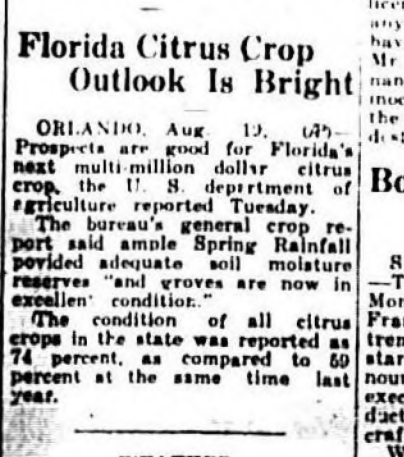 Florida Citrus Crop
Outlook Is Bright
ORLANDO, Aug. 19, (AP)—
Prospects are good for Florida's
next multi-million dollar citrus
crop, the U. S. department of
agriculture reported Tuesday.
The bureau's general crop re-
port said ample Spring Rainfall
povided adequate soil moisture
reserves "and groves are now in
excellent condition."
The condition of all citrus
crops in the state was reported as
74 percent, as compared to 59
percent at the same time last
year.